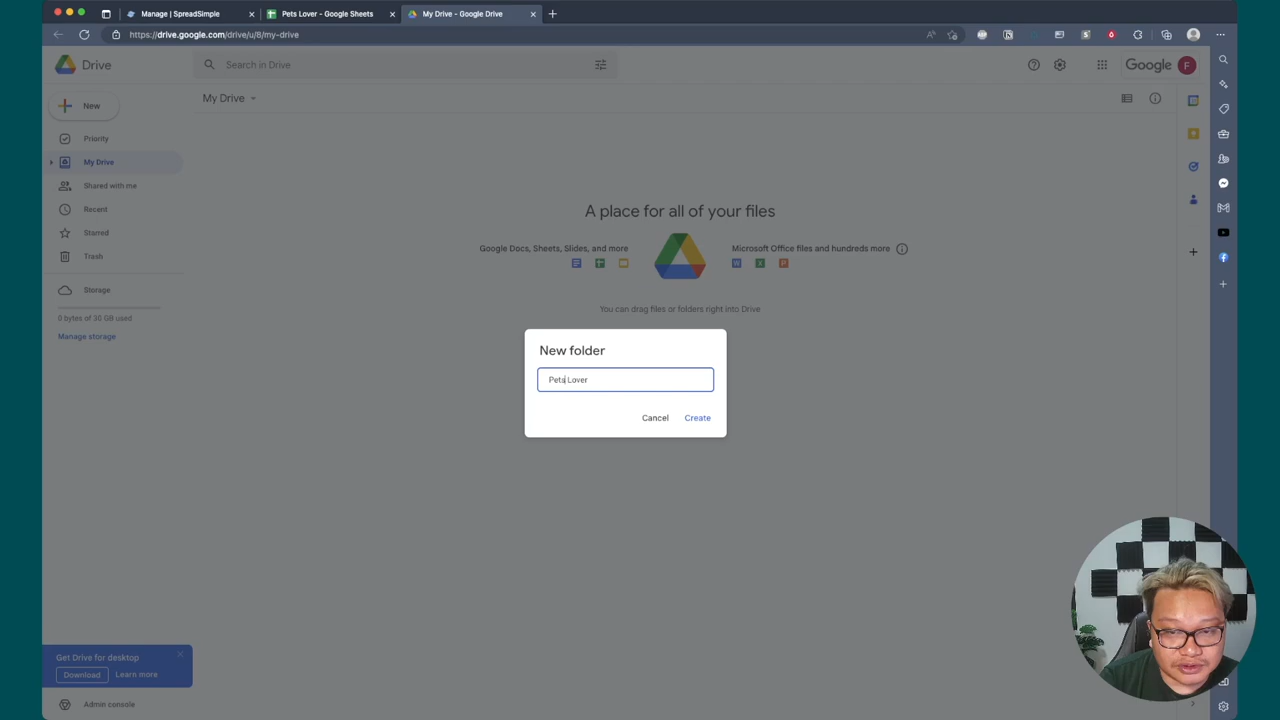 Manage | SpreadSimple
Pets Lover - Google Sheets
My Drive - Google Drive
https://drive.google.com/drive/u/8/my-drive
Drive
Search in Drive
Google
F
New
My Drive
Priority
My Drive
Shared with me
Recent
Starred
Trash
Storage
0 bytes of 30 GB used
Manage storage
A place for all of your files
Google Docs, Sheets, Slides, and more
Microsoft Office files and hundreds more
W X P
You can drag files or folders right into Drive
New folder
Pets Lover
Cancel Create
Get Drive for desktop
Download Learn more
Admin console